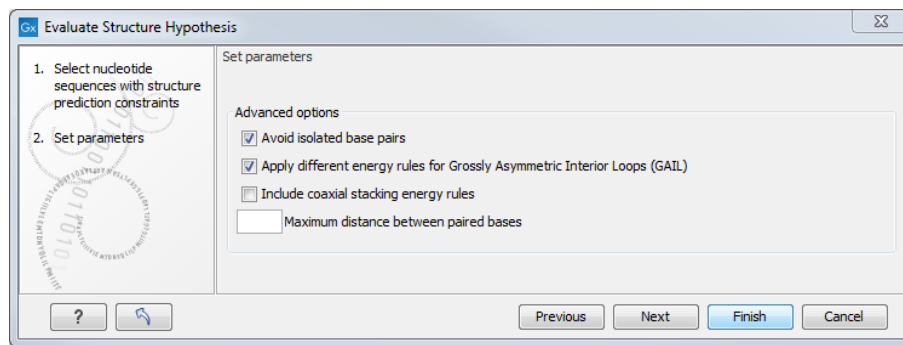 Gx Evaluate Structure Hypothesis
1. Select nucleotide
sequences with structure
prediction constraints
2. Set parameters
Set parameters
Advanced options
Avoid isolated base pairs
Apply different energy rules for Grossly Asymmetric Interior Loops (GAIL)
Include coaxial stacking energy rules
Maximum distance between paired bases
?
Previous
Next
Finish
Cancel